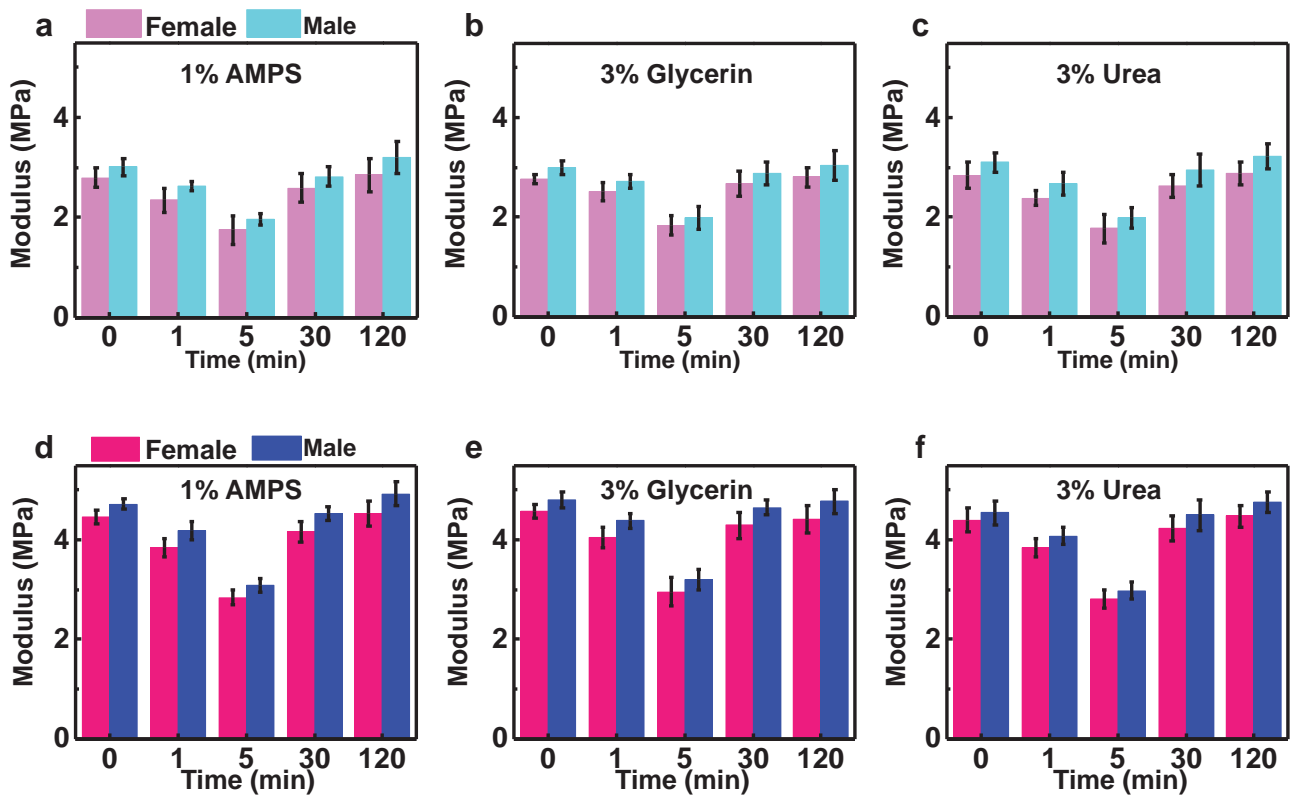 a Female Male
1% AMPS
Modulus (MPa)
4
2
0
0 1 5 30 120
Time (min)
b
3% Glycerin
Modulus (MPa)
4
2
0
0 1 5 30 120
Time (min)
c
3% Urea
Modulus (MPa)
4
2
0
0 1 5 30 120
Time (min)
d Female Male
1% AMPS
Modulus (MPa)
4
2
0
0 1 5 30 120
Time (min)
e
3% Glycerin
Modulus (MPa)
4
2
0
0 1 5 30 120
Time (min)
f
3% Urea
Modulus (MPa)
4
2
0
0 1 5 30 120
Time (min)